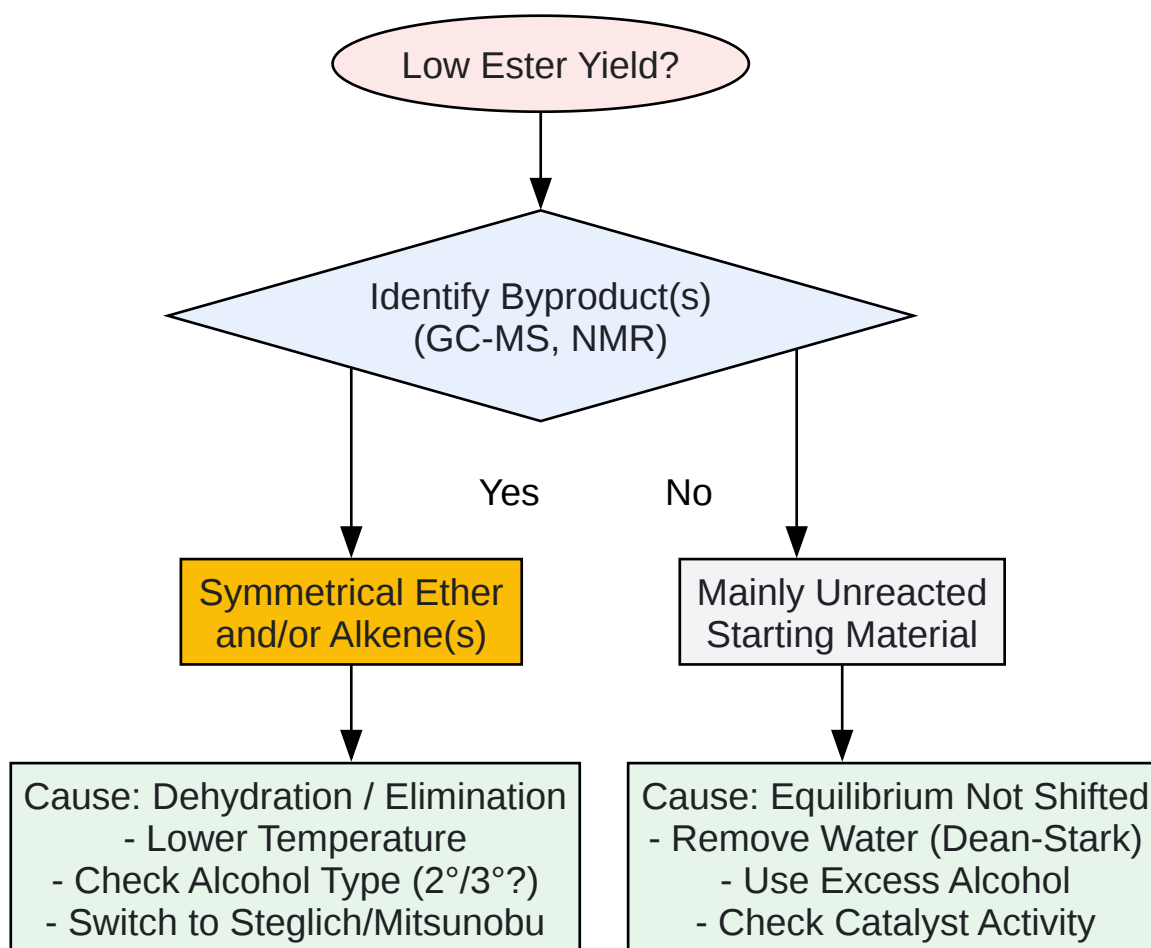 Low Ester Yield?
Identify Byproduct(s)
(GC-MS, NMR)
Yes
No
Symmetrical Ether
and/or Alkene(s)
Mainly Unreacted
Starting Material
Cause: Dehydration / Elimination
- Lower Temperature
- Check Alcohol Type (2°/3°?)
- Switch to Steglich/Mitsunobu
Cause: Equilibrium Not Shifted
- Remove Water (Dean-Stark)
- Use Excess Alcohol
- Check Catalyst Activity